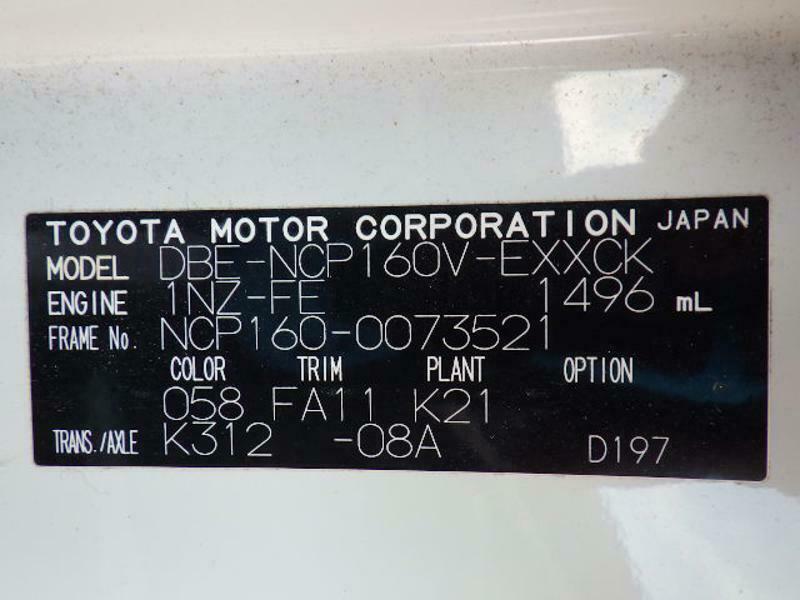 TOYOTA MOTOR CORPORATION JAPAN
MODEL DBE-NCP160V-EXXCK
ENGINE 1NZ-FE 1496 mL
FRAME No. NCP160-0073521
COLOR TRIM PLANT OPTION
058 FA11 K21
TRANS./AXLE K312 -08A D197